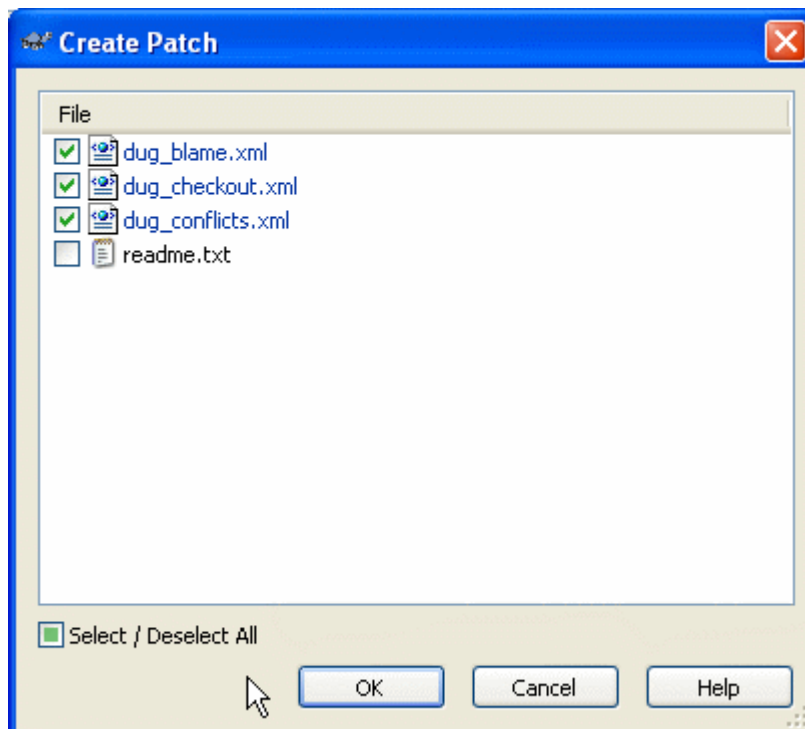 Create Patch
File
dug_blame.xml
dug_checkout.xml
dug_conflicts.xml
readme.txt
Select / Deselect All
OK Cancel Help